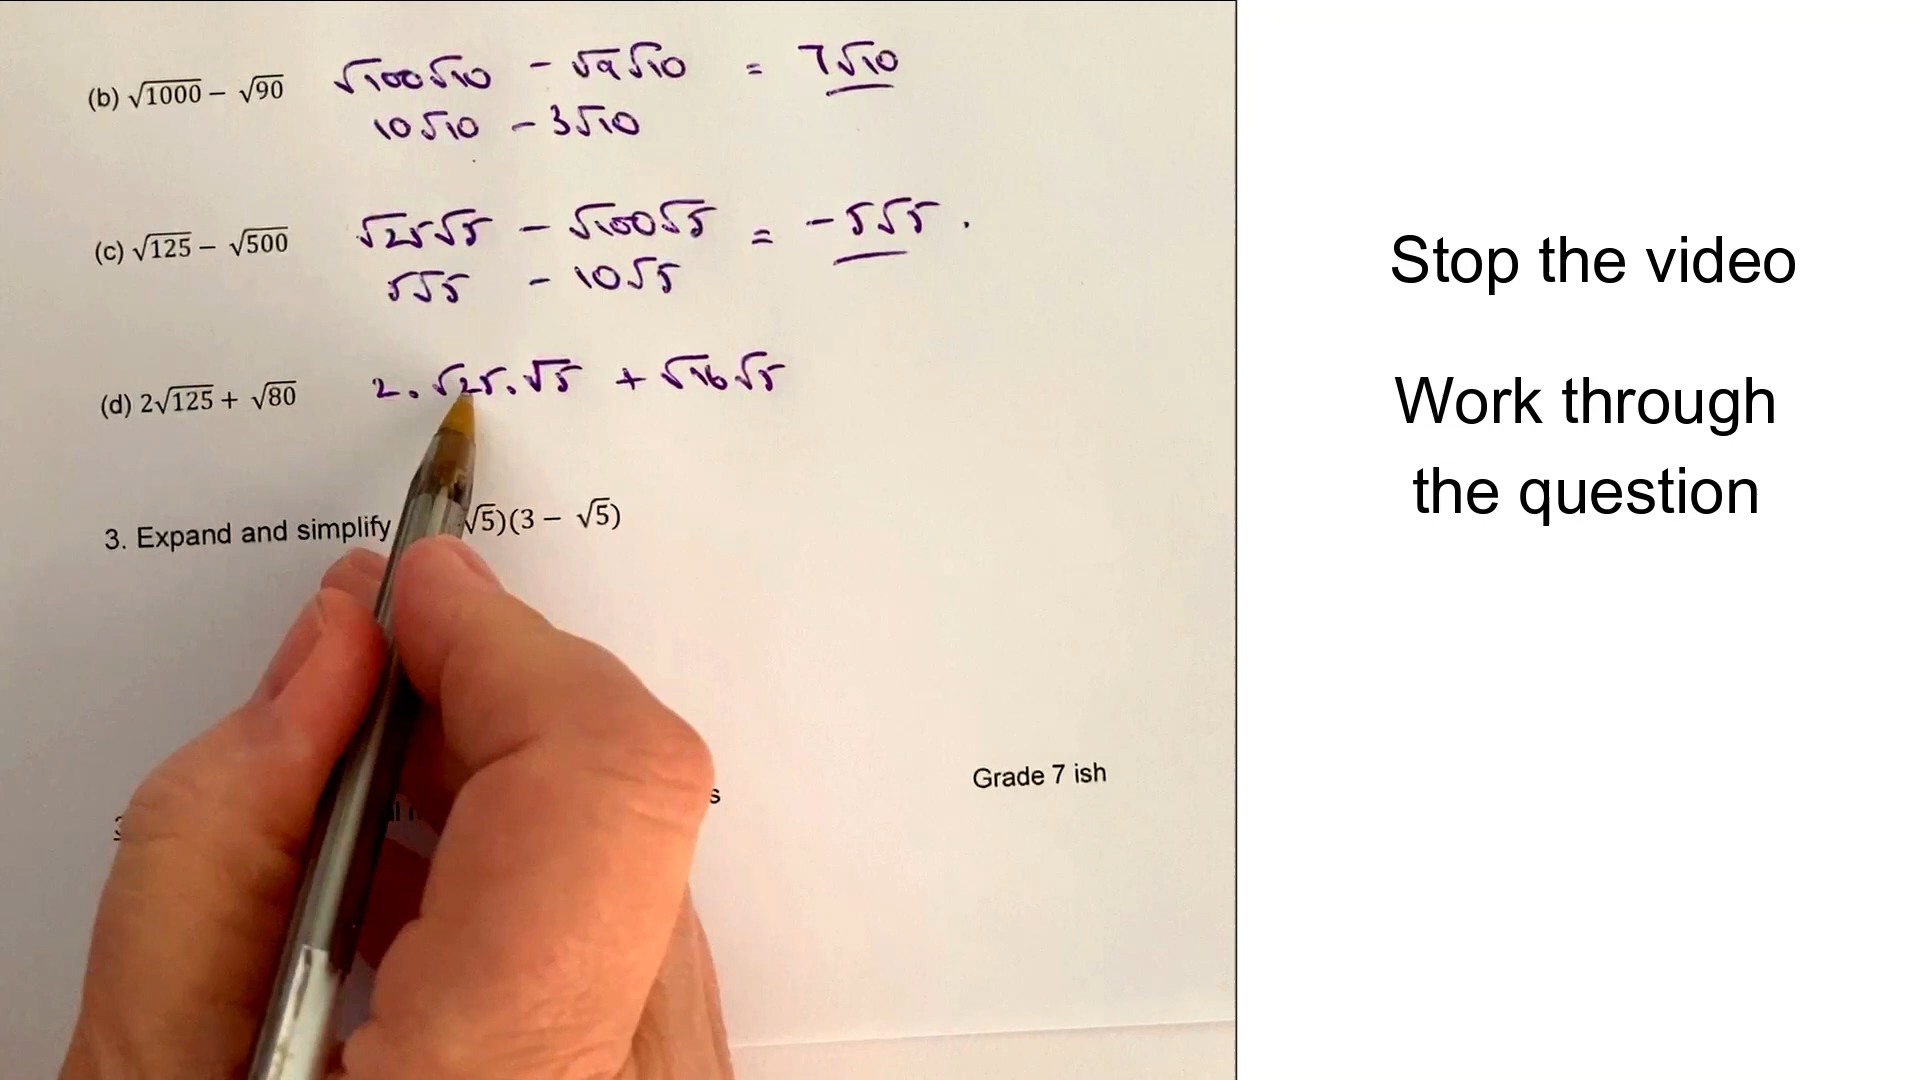 (b) √1000 − √90 √100√10 − √9√10 = 7√10
10√10 − 3√10
(c) √125 − √500 √25√5 − √100√5 = −5√5.
5√5 − 10√5
(d) 2√125 + √80 2.√25.√5 + √16√5
3. Expand and simplify √5)(3 − √5)
Grade 7 ish
Stop the video
Work through
the question